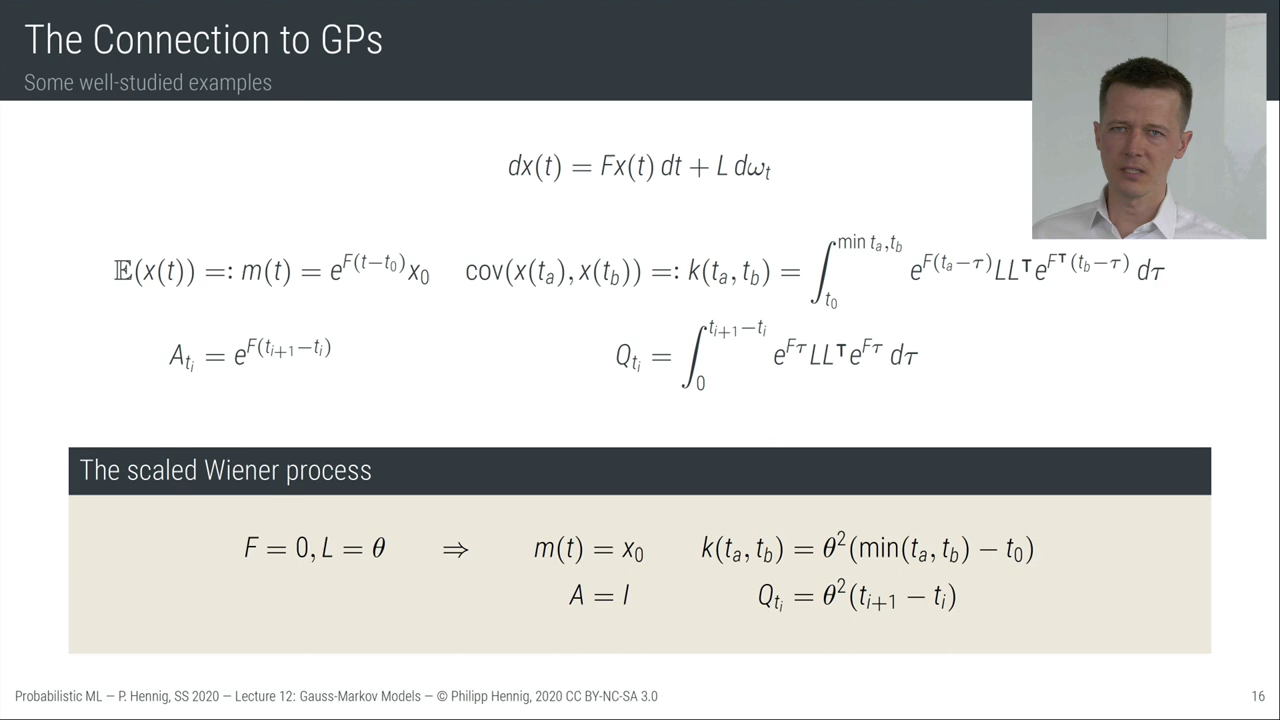 The Connection to GPs
Some well-studied examples
dx(t) = Fx(t) dt + L dω_t
𝔼(x(t)) =: m(t) = e^{F(t−t_0)}x_0    cov(x(t_a), x(t_b)) =: k(t_a, t_b) = ∫_{t_0}^{min t_a,t_b} e^{F(t_a−τ)}LL^⊺e^{F^⊺(t_b−τ)} dτ
A_{t_i} = e^{F(t_{i+1}−t_i)}    Q_{t_i} = ∫_0^{t_{i+1}−t_i} e^{Fτ}LL^⊺e^{Fτ} dτ
The scaled Wiener process
F = 0, L = θ ⇒ m(t) = x_0    k(t_a, t_b) = θ^2(min(t_a, t_b) − t_0)
A = I    Q_{t_i} = θ^2(t_{i+1} − t_i)
Probabilistic ML — P. Hennig, SS 2020 — Lecture 12: Gauss-Markov Models — © Philipp Hennig, 2020 CC BY-NC-SA 3.0    16